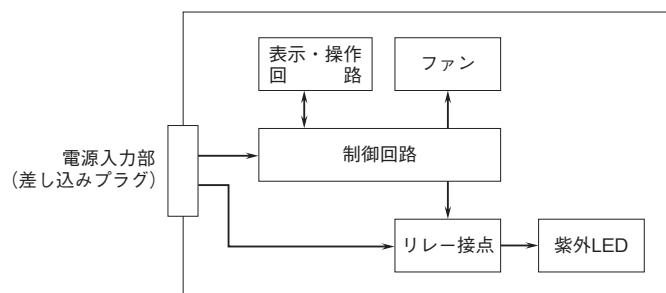 表示・操作
回　　路
ファン
電源入力部
（差し込みプラグ）
制御回路
リレー接点
紫外LED